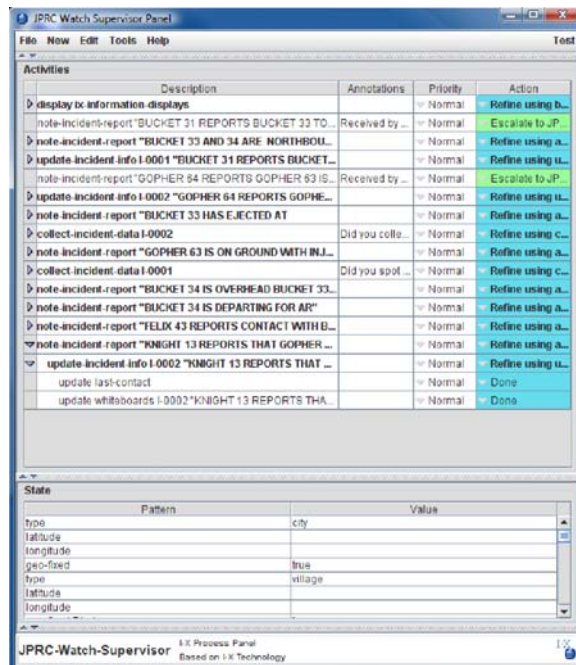 JPRC Watch Supervisor Panel
File New Edit Tools Help Test
Activities
Description Annotations Priority Action
display ix-information-displays Normal Refine using b...
note-incident-report "BUCKET 31 REPORTS BUCKET 33 TO... Received by ... Normal Escalate to JP...
note-incident-report "BUCKET 33 AND 34 ARE NORTHBOU... Normal Refine using a...
update-incident-info I-0001 "BUCKET 31 REPORTS BUCKET... Normal Refine using u...
note-incident-report "GOPHER 64 REPORTS GOPHER 63 IS... Received by ... Normal Escalate to JP...
update-incident-info I-0002 "GOPHER 64 REPORTS GOPHE... Normal Refine using u...
note-incident-report "BUCKET 33 HAS EJECTED AT Normal Refine using a...
collect-incident-data I-0002 Did you colle... Normal Refine using c...
note-incident-report "GOPHER 63 IS ON GROUND WITH INJ... Normal Refine using a...
collect-incident-data I-0001 Did you spot ... Normal Refine using c...
note-incident-report "BUCKET 34 IS OVERHEAD BUCKET 33... Normal Refine using a...
note-incident-report "BUCKET 34 IS DEPARTING FOR AR" Normal Refine using a...
note-incident-report "FELIX 43 REPORTS CONTACT WITH B... Normal Refine using a...
note-incident-report "KNIGHT 13 REPORTS THAT GOPHER ... Normal Refine using a...
update-incident-info I-0002 "KNIGHT 13 REPORTS THAT ... Normal Refine using u...
update last-contact Normal Done
update whiteboards I-0002 "KNIGHT 13 REPORTS THA... Normal Done
State
Pattern Value
type city
latitude
longitude
geo-fixed true
type village
latitude
longitude
JPRC-Watch-Supervisor I-X Process Panel
Based on I-X Technology
I-X